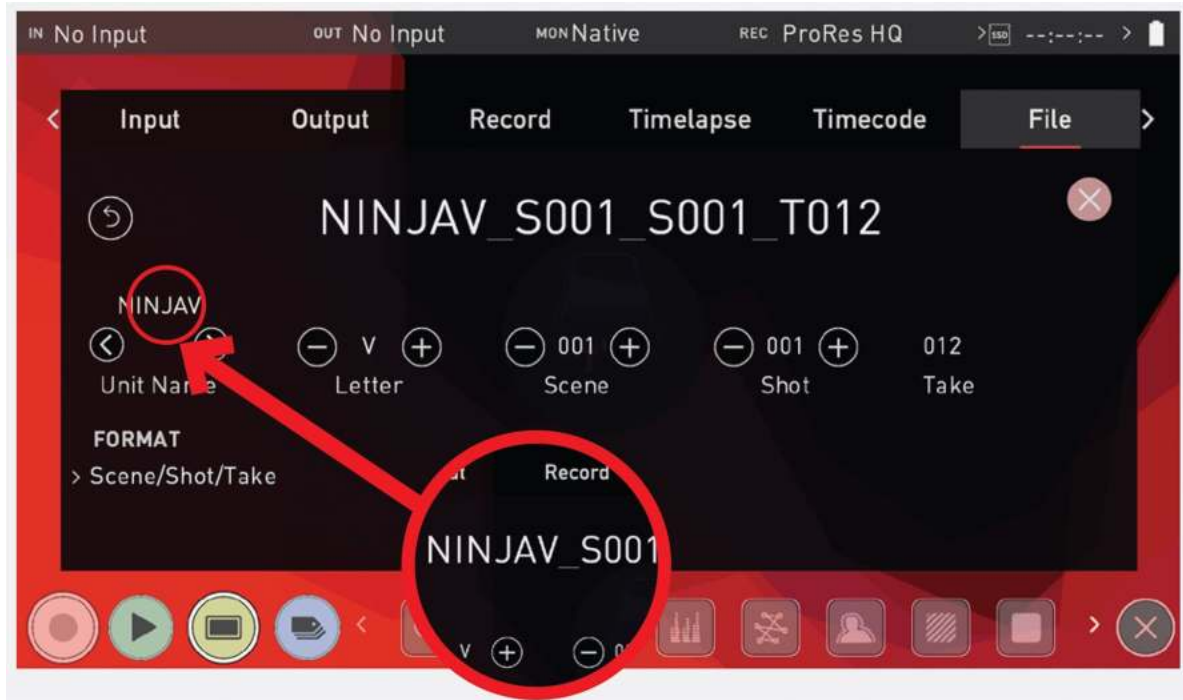 IN No Input OUT No Input MON Native REC ProRes HQ > SSD --:--:-- >
< Input Output Record Timelapse Timecode File >
NINJAV_S001_S001_T012
NINJAV
V 001 001 012
Unit Name Letter Scene Shot Take
FORMAT
> Scene/Shot/Take
Record
NINJAV_S001
V